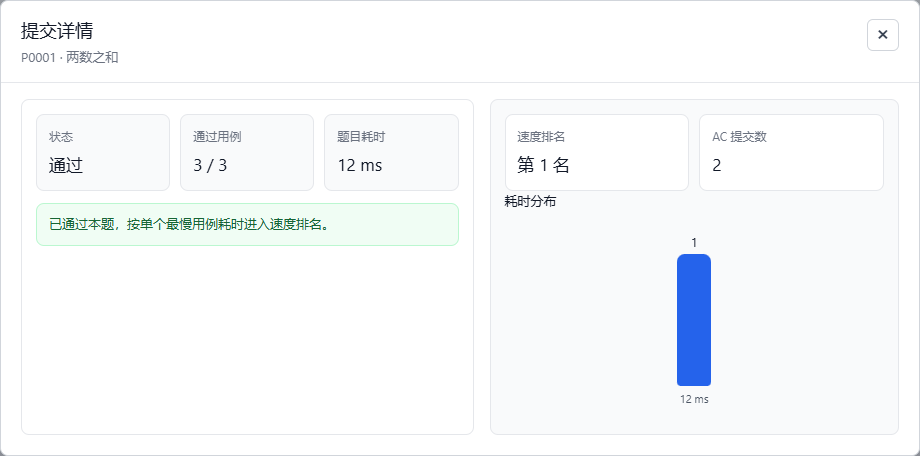 提交详情
P0001 · 两数之和
×
状态
通过
通过用例
3 / 3
题目耗时
12 ms
已通过本题，按单个最慢用例耗时进入速度排名。
速度排名
第 1 名
AC 提交数
2
耗时分布
1
12 ms